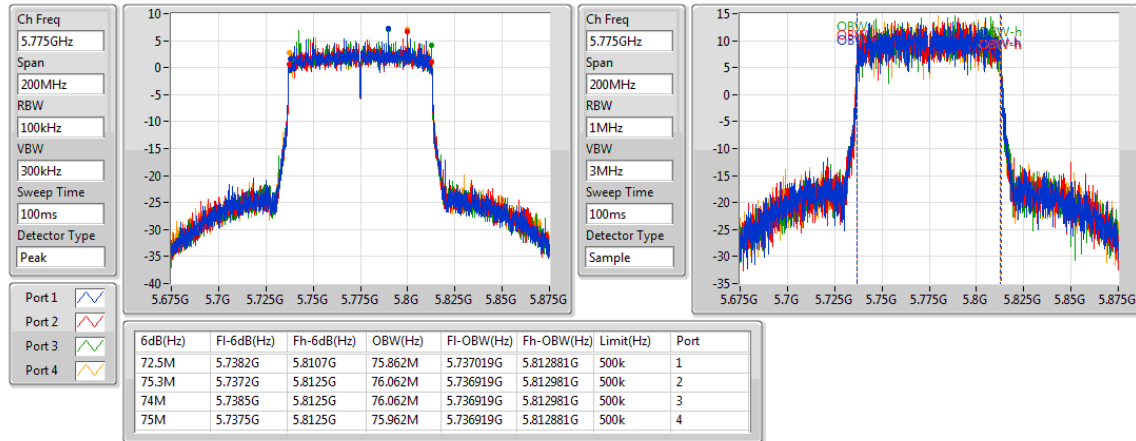 Ch Freq
5.775GHz
Span
200MHz
RBW
100kHz
VBW
300kHz
Sweep Time
100ms
Detector Type
Peak
10
5
0
-5
-10
-15
-20
-25
-30
-35
-40
5.675G 5.7G 5.725G 5.75G 5.775G 5.8G 5.825G 5.85G 5.875G
Ch Freq
5.775GHz
Span
200MHz
RBW
1MHz
VBW
3MHz
Sweep Time
100ms
Detector Type
Sample
15
10
5
0
-5
-10
-15
-20
-25
-30
-35
5.675G 5.7G 5.725G 5.75G 5.775G 5.8G 5.825G 5.85G 5.875G
OBW-h
Port 1
Port 2
Port 3
Port 4
6dB(Hz) Fl-6dB(Hz) Fh-6dB(Hz) OBW(Hz) Fl-OBW(Hz) Fh-OBW(Hz) Limit(Hz) Port
72.5M 5.7382G 5.8107G 75.862M 5.737019G 5.812881G 500k 1
75.3M 5.7372G 5.8125G 76.062M 5.736919G 5.812981G 500k 2
74M 5.7385G 5.8125G 76.062M 5.736919G 5.812981G 500k 3
75M 5.7375G 5.8125G 75.962M 5.736919G 5.812881G 500k 4